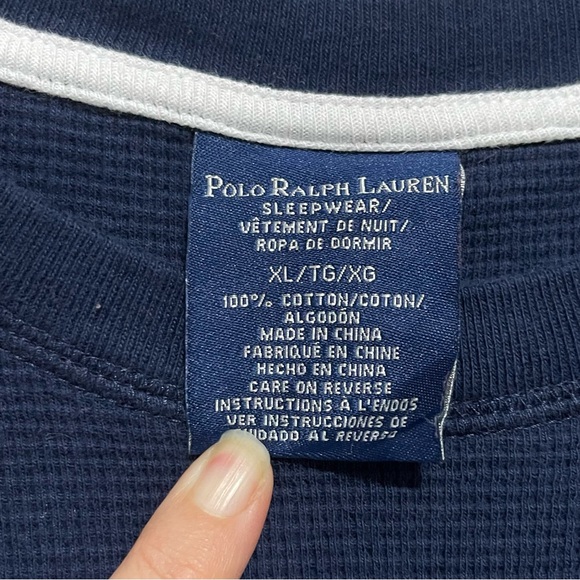 POLO RALPH LAUREN
SLEEPWEAR/
VÊTEMENT DE NUIT/
ROPA DE DORMIR
XL/TG/XG
100% COTTON/COTON/
ALGODÓN
MADE IN CHINA
FABRIQUÉ EN CHINE
HECHO EN CHINA
CARE ON REVERSE
INSTRUCTIONS À L'ENDOS
VER INSTRUCCIONES DE
CUIDADO AL REVERSO